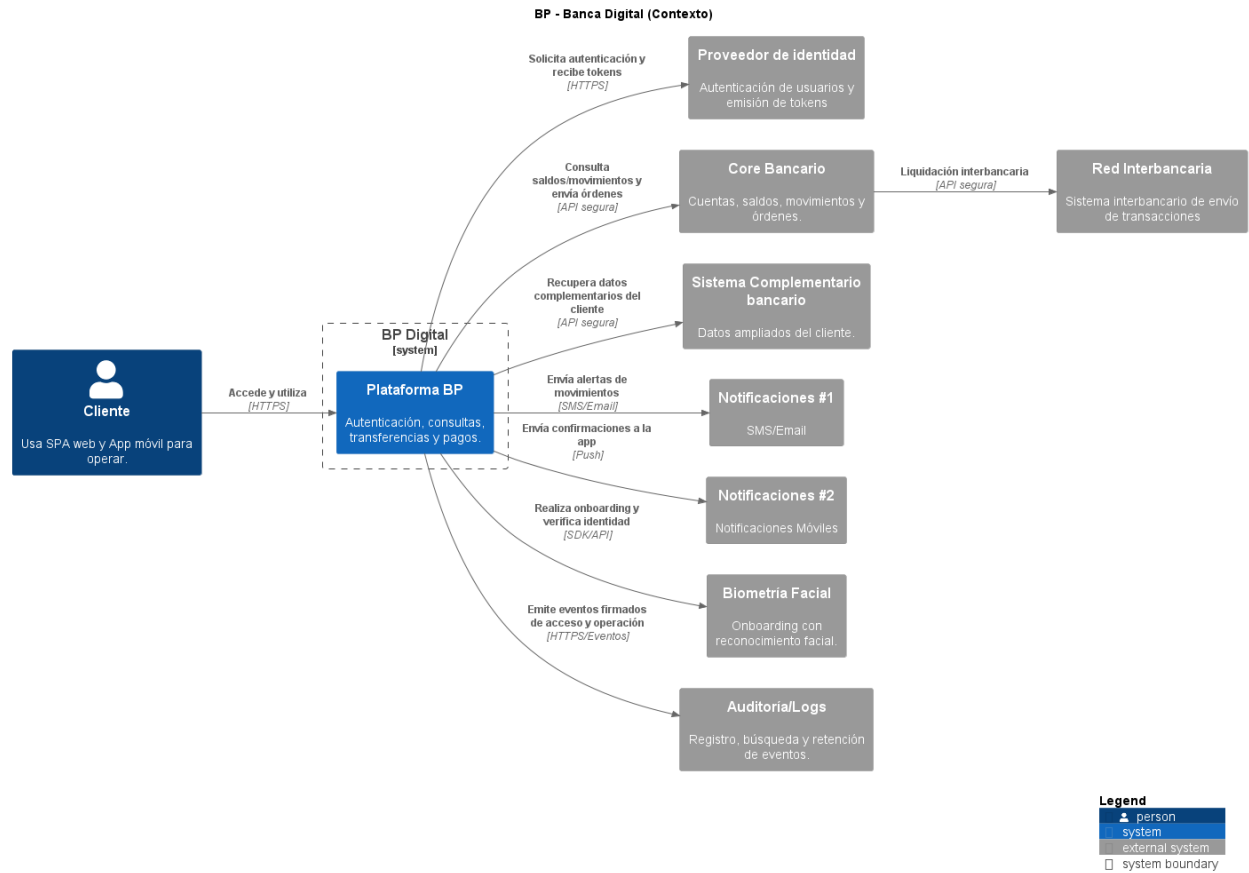 BP - Banca Digital (Contexto)
Solicita autenticación y
recibe tokens
[HTTPS]
Proveedor de identidad
Autenticación de usuarios y
emisión de tokens
Consulta
saldos/movimientos y
envía órdenes
[API segura]
Core Bancario
Cuentas, saldos, movimientos y
órdenes.
Liquidación interbancaria
[API segura]
Red Interbancaria
Sistema interbancario de envío
de transacciones
Recupera datos
complementarios del
cliente
[API segura]
Sistema Complementario
bancario
Datos ampliados del cliente.
BP Digital
[system]
Cliente
Usa SPA web y App móvil para
operar.
Accede y utiliza
[HTTPS]
Plataforma BP
Autenticación, consultas,
transferencias y pagos.
Envía alertas de
movimientos
[SMS/Email]
Notificaciones #1
SMS/Email
Envía confirmaciones a la
app
[Push]
Notificaciones #2
Notificaciones Móviles
Realiza onboarding y
verifica identidad
[SDK/API]
Biometría Facial
Onboarding con
reconocimiento facial.
Emite eventos firmados
de acceso y operación
[HTTPS/Eventos]
Auditoría/Logs
Registro, búsqueda y retención
de eventos.
Legend
person
system
external system
system boundary